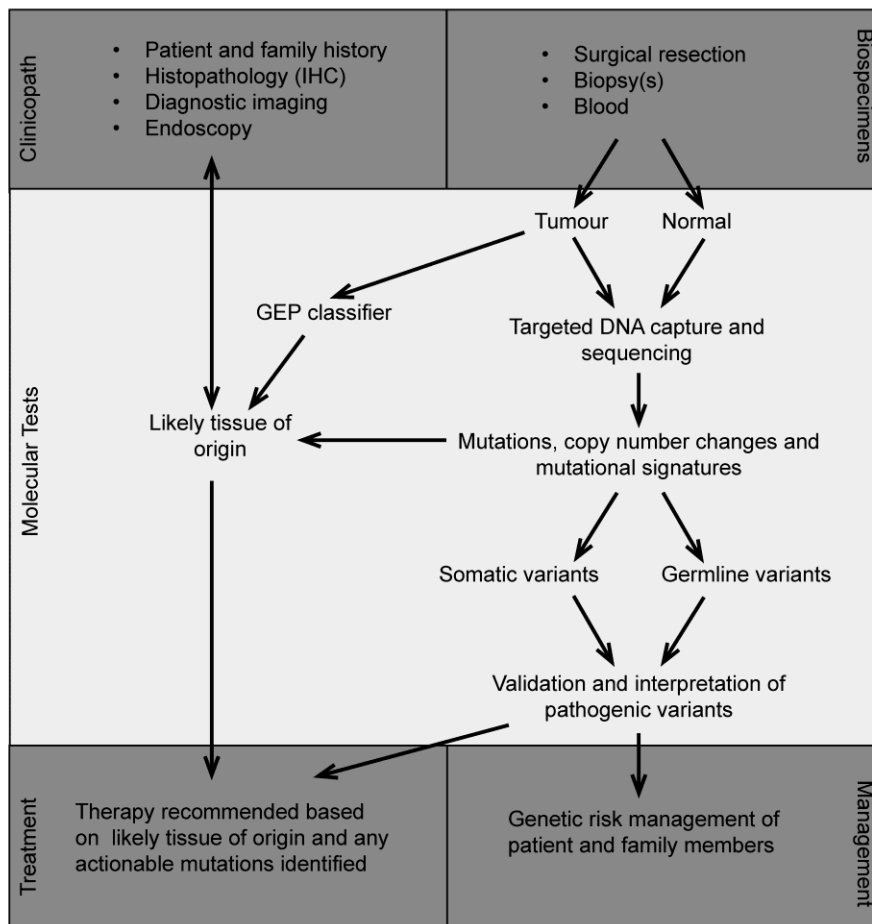 Clinicopath
• Patient and family history
• Histopathology (IHC)
• Diagnostic imaging
• Endoscopy
• Surgical resection
• Biopsy(s)
• Blood
Biospecimens
Molecular Tests
Tumour
Normal
GEP classifier
Targeted DNA capture and
sequencing
Likely tissue of
origin
Mutations, copy number changes and
mutational signatures
Somatic variants
Germline variants
Validation and interpretation of
pathogenic variants
Treatment
Therapy recommended based
on likely tissue of origin and any
actionable mutations identified
Genetic risk management of
patient and family members
Management